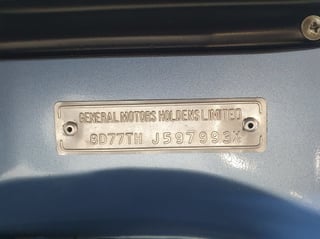 GENERAL MOTORS HOLDENS LIMITED
8D77TH J597993X